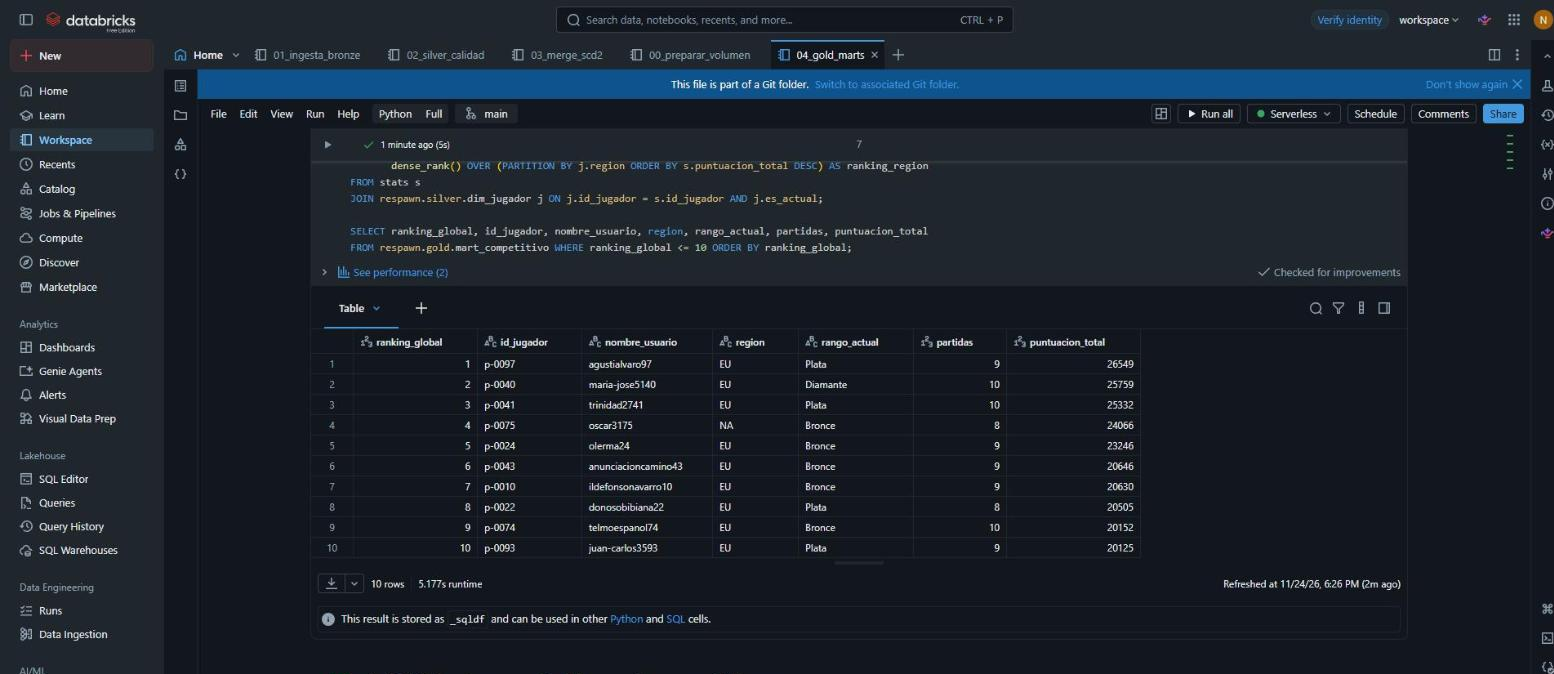 databricks
Free Edition
Search data, notebooks, recents, and more...
CTRL + P
Verify identity
workspace
N
New
Home
01_ingesta_bronze
02_silver_calidad
03_merge_scd2
00_preparar_volumen
04_gold_marts
This file is part of a Git folder. Switch to associated Git folder.
Don't show again
Home
Learn
Workspace
Recents
Catalog
Jobs & Pipelines
Compute
Discover
Marketplace
Analytics
Dashboards
Genie Agents
Alerts
Visual Data Prep
Lakehouse
SQL Editor
Queries
Query History
SQL Warehouses
Data Engineering
Runs
Data Ingestion
AI/ML
File Edit View Run Help Python Full main
Run all
Serverless
Schedule
Comments
Share
1 minute ago (5s)
7
dense_rank() OVER (PARTITION BY j.region ORDER BY s.puntuacion_total DESC) AS ranking_region
FROM stats s
JOIN respawn.silver.dim_jugador j ON j.id_jugador = s.id_jugador AND j.es_actual;
SELECT ranking_global, id_jugador, nombre_usuario, region, rango_actual, partidas, puntuacion_total
FROM respawn.gold.mart_competitivo WHERE ranking_global <= 10 ORDER BY ranking_global;
See performance (2)
Checked for improvements
Table
ranking_global id_jugador nombre_usuario region rango_actual partidas puntuacion_total
1 1 p-0097 agustialvaro97 EU Plata 9 26549
2 2 p-0040 maria-jose5140 EU Diamante 10 25759
3 3 p-0041 trinidad2741 EU Plata 10 25332
4 4 p-0075 oscar3175 NA Bronce 8 24066
5 5 p-0024 olerma24 EU Bronce 9 23246
6 6 p-0043 anunciacioncamino43 EU Bronce 9 20646
7 7 p-0010 ildefonsonavarro10 EU Bronce 9 20630
8 8 p-0022 donosobibiana22 EU Plata 8 20505
9 9 p-0074 telmoespanol74 EU Bronce 10 20152
10 10 p-0093 juan-carlos3593 EU Plata 9 20125
10 rows 5.177s runtime
Refreshed at 11/24/26, 6:26 PM (2m ago)
This result is stored as _sqldf and can be used in other Python and SQL cells.